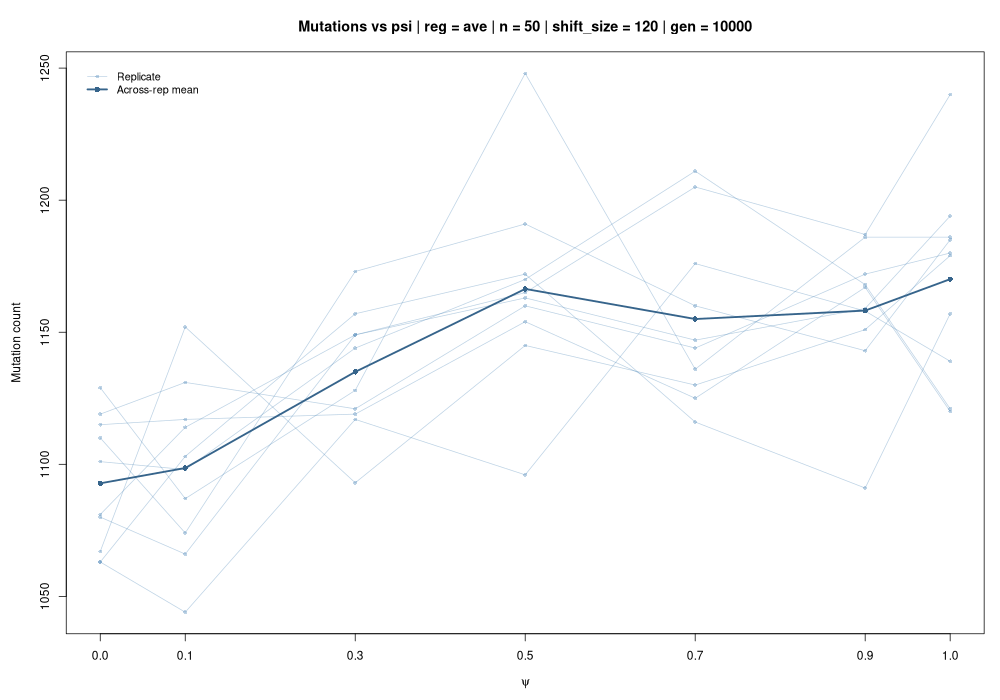 Mutations vs psi | reg = ave | n = 50 | shift_size = 120 | gen = 10000
Replicate
Across-rep mean
Mutation count
1250
1200
1150
1100
1050
0.0 0.1 0.3 0.5 0.7 0.9 1.0
ψ